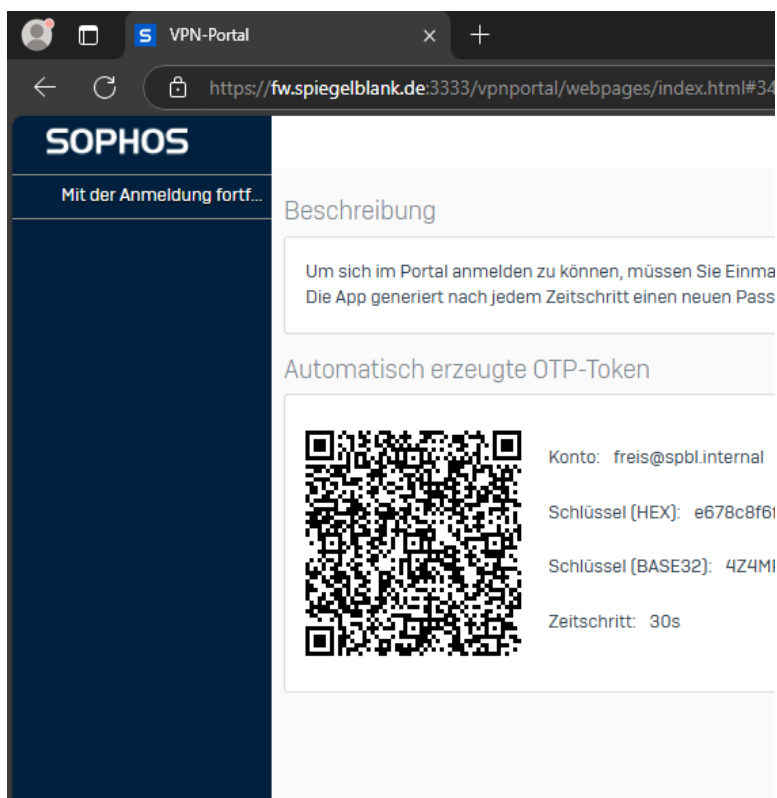 VPN-Portal
https://fw.spiegelblank.de:3333/vpnportal/webpages/index.html#34
SOPHOS
Mit der Anmeldung fortf...
Beschreibung
Um sich im Portal anmelden zu können, müssen Sie Einma
Die App generiert nach jedem Zeitschritt einen neuen Pass
Automatisch erzeugte OTP-Token
Konto: freis@spbl.internal
Schlüssel (HEX): e678c8f6f
Schlüssel (BASE32): 4Z4M
Zeitschritt: 30s